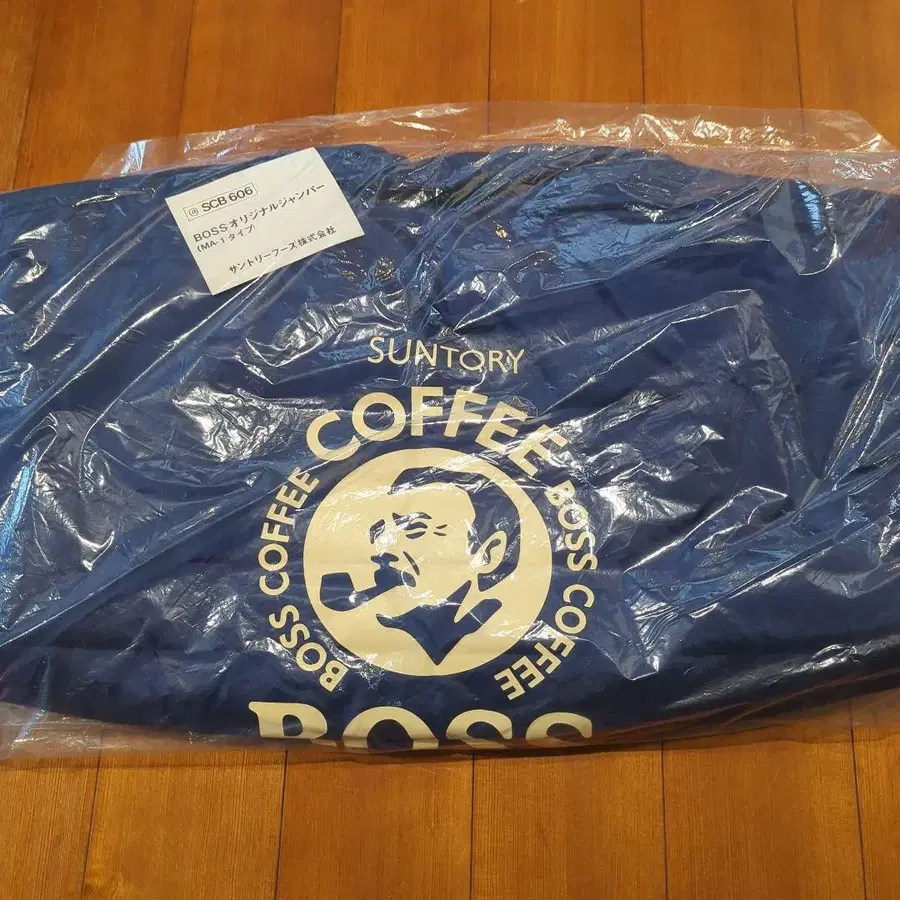 @ SCB 606
BOSS オリジナルジャンパー
(MA-1タイプ)
サントリーフーズ株式会社
SUNTORY
COFFEE
BOSS COFFEE
BOSS COFFEE
BOSS